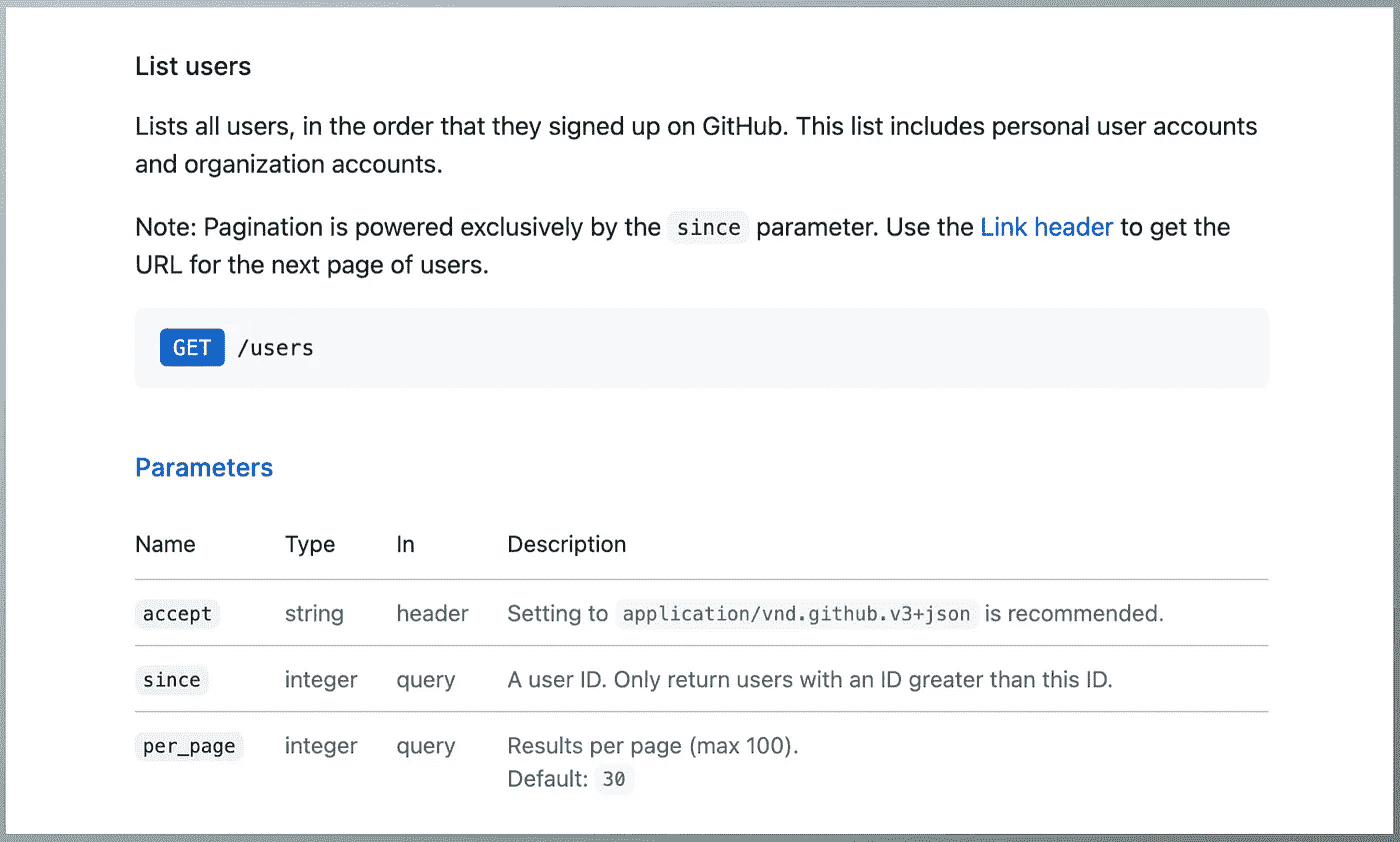 List users
Lists all users, in the order that they signed up on GitHub. This list includes personal user accounts
and organization accounts.
Note: Pagination is powered exclusively by the since parameter. Use the Link header to get the
URL for the next page of users.
GET /users
Parameters
Name Type In Description
accept string header Setting to application/vnd.github.v3+json is recommended.
since integer query A user ID. Only return users with an ID greater than this ID.
per_page integer query Results per page (max 100).
Default: 30